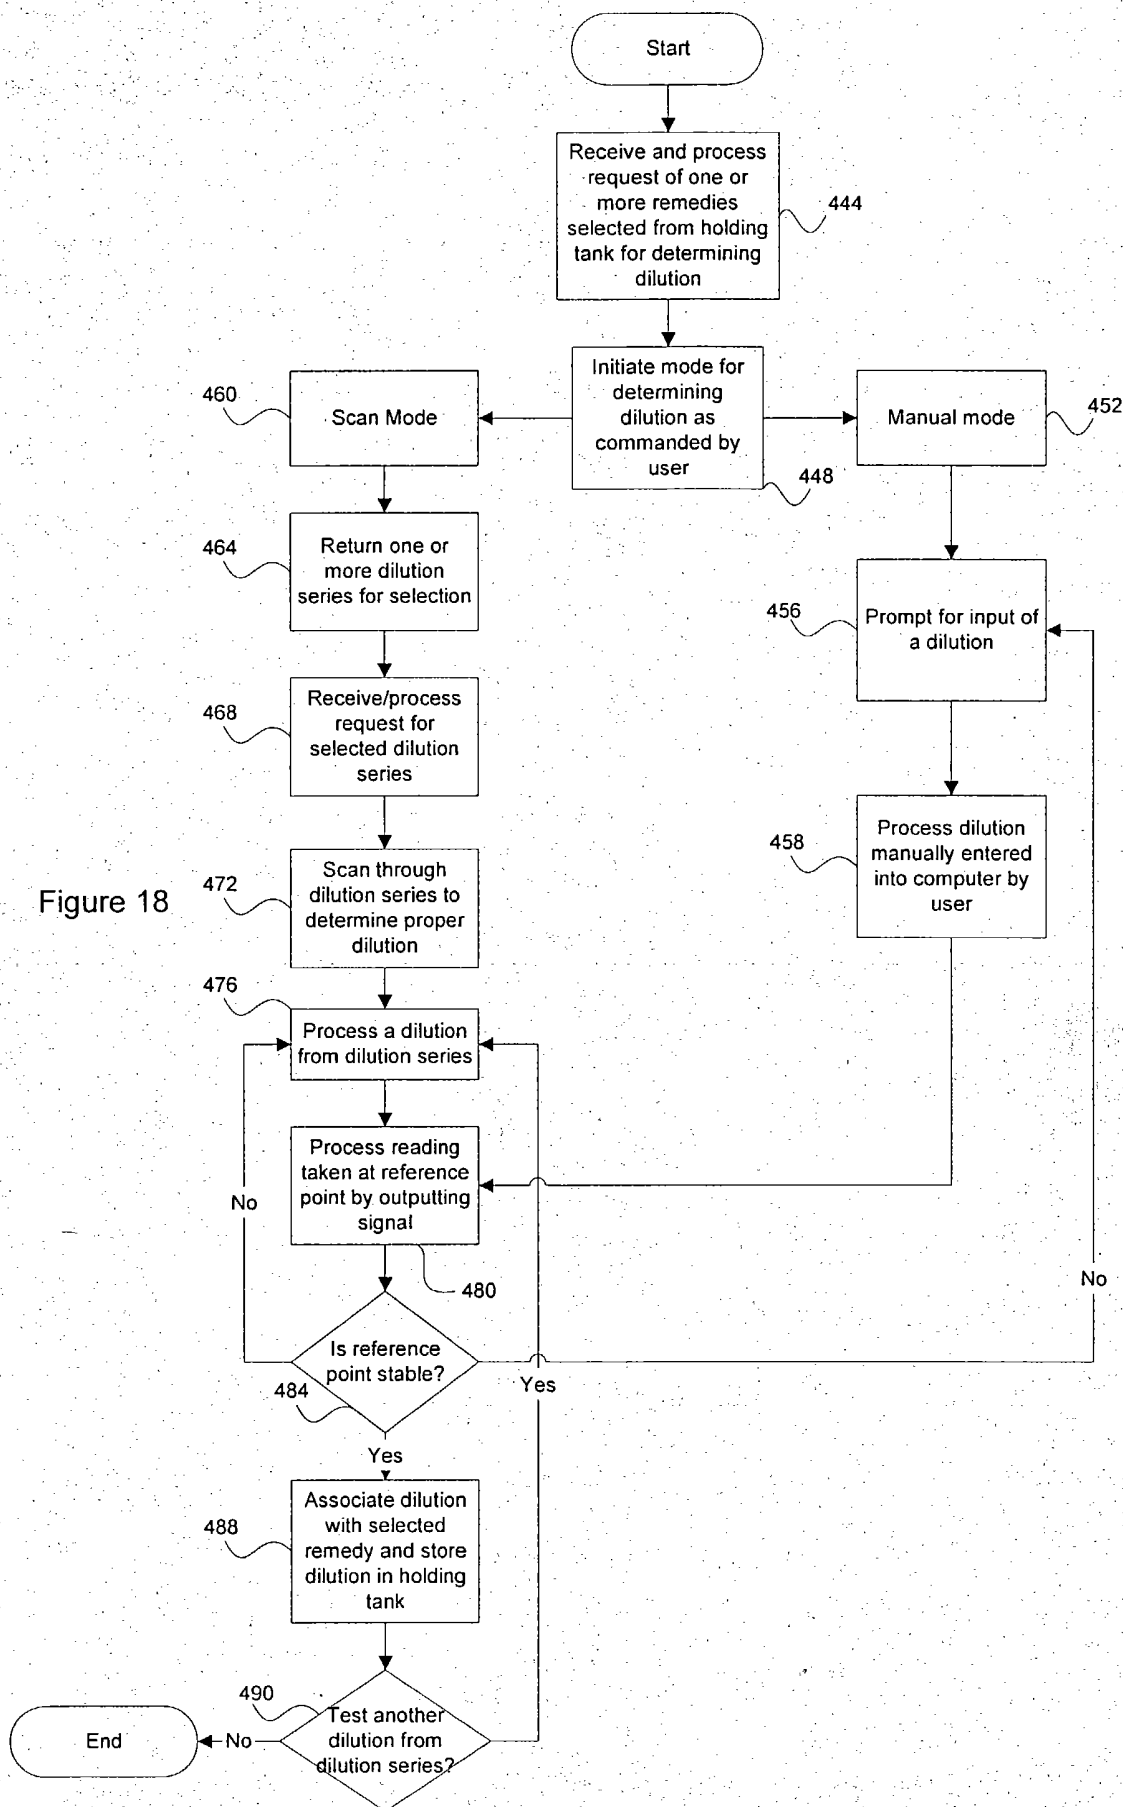 Start
Receive and process
request of one or
more remedies
selected from holding
tank for determining
dilution
444
Initiate mode for
determining
dilution as
commanded by
user
448
460
Scan Mode
Manual mode
452
464
Return one or
more dilution
series for selection
456
Prompt for input of
a dilution
468
Receive/process
request for
selected dilution
series
458
Process dilution
manually entered
into computer by
user
Figure 18
472
Scan through
dilution series to
determine proper
dilution
476
Process a dilution
from dilution series
Process reading
taken at reference
point by outputting
signal
480
No
No
Is reference
point stable?
484
Yes
Yes
488
Associate dilution
with selected
remedy and store
dilution in holding
tank
490
Test another
dilution from
dilution series?
No
End